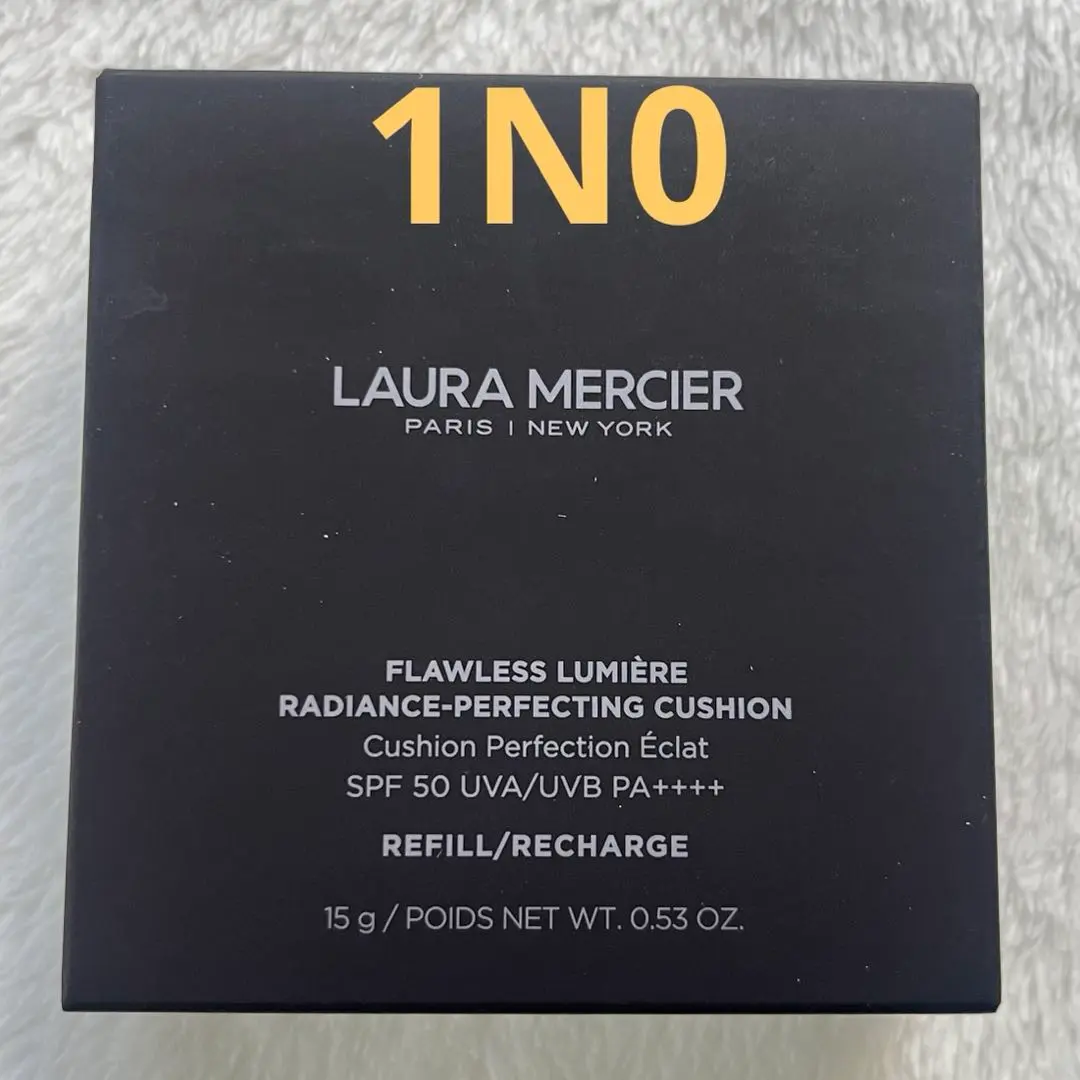 1N0
LAURA MERCIER
PARIS | NEW YORK
FLAWLESS LUMIÈRE
RADIANCE-PERFECTING CUSHION
Cushion Perfection Éclat
SPF 50 UVA/UVB PA++++
REFILL/RECHARGE
15 g / POIDS NET WT. 0.53 OZ.